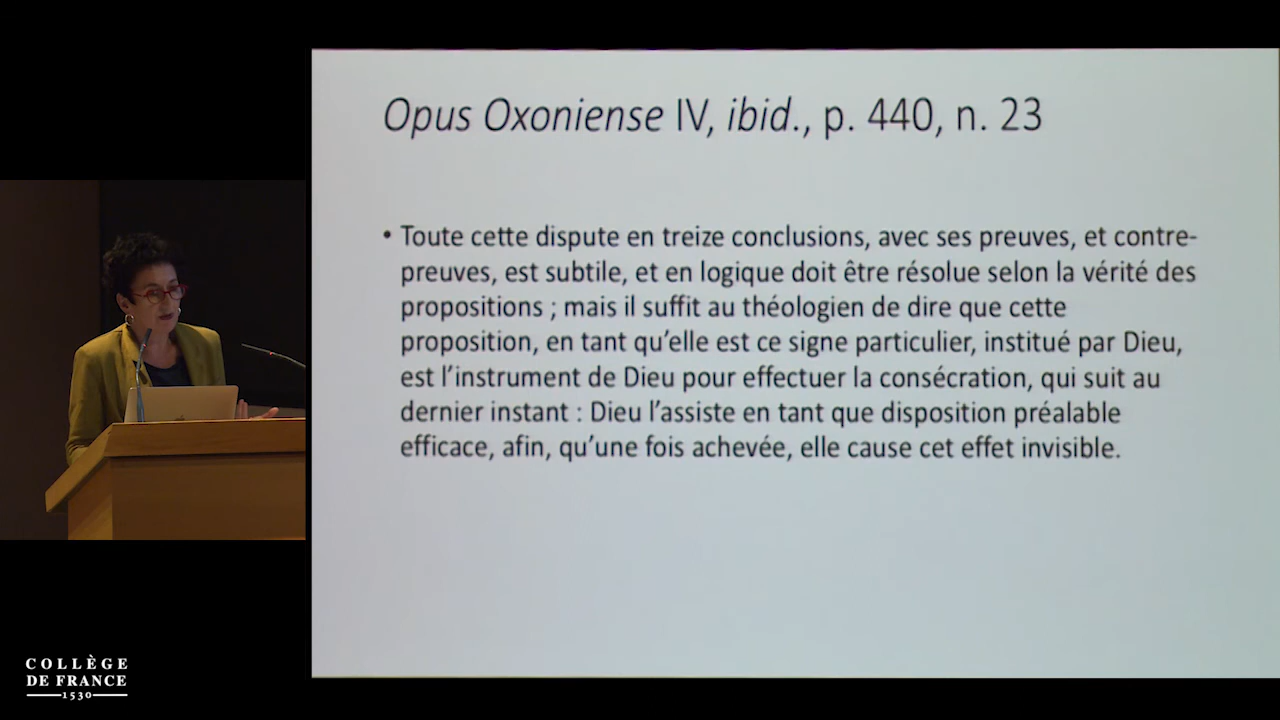 Opus Oxoniense IV, ibid., p. 440, n. 23
• Toute cette dispute en treize conclusions, avec ses preuves, et contre-
preuves, est subtile, et en logique doit être résolue selon la vérité des
propositions ; mais il suffit au théologien de dire que cette
proposition, en tant qu’elle est ce signe particulier, institué par Dieu,
est l’instrument de Dieu pour effectuer la consécration, qui suit au
dernier instant : Dieu l’assiste en tant que disposition préalable
efficace, afin, qu’une fois achevée, elle cause cet effet invisible.
COLLÈGE
DE FRANCE
1530